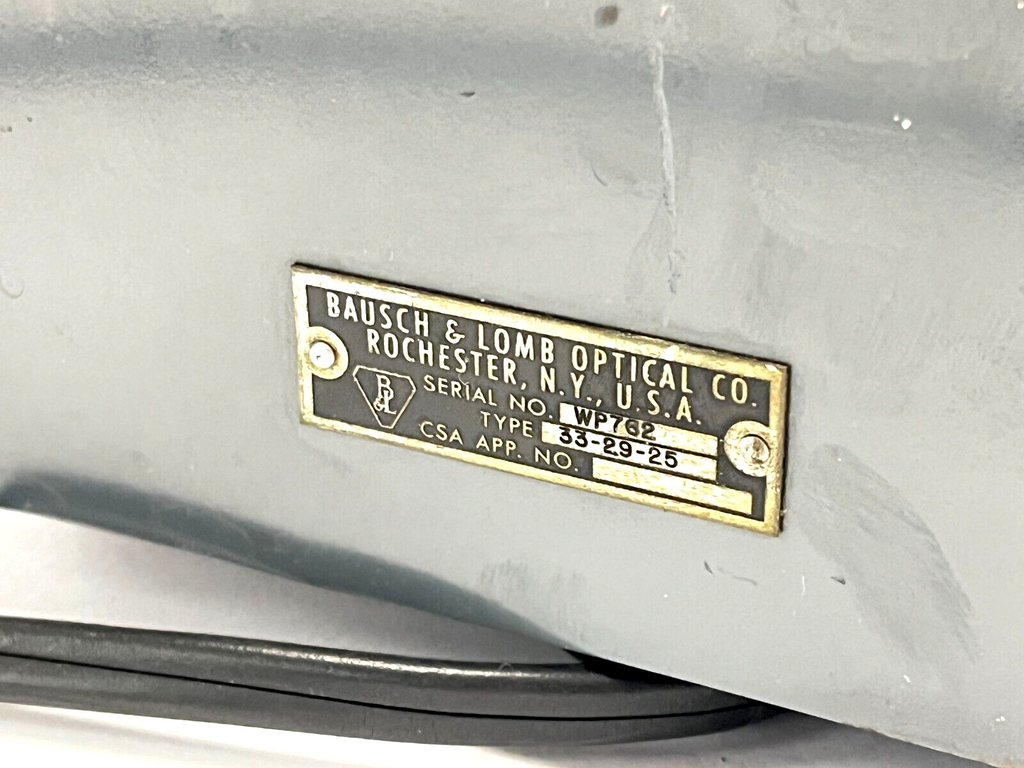 BAUSCH & LOMB OPTICAL CO.
ROCHESTER, N.Y., U.S.A.
B&L
SERIAL NO. WP762
TYPE 33-29-25
CSA APP. NO.